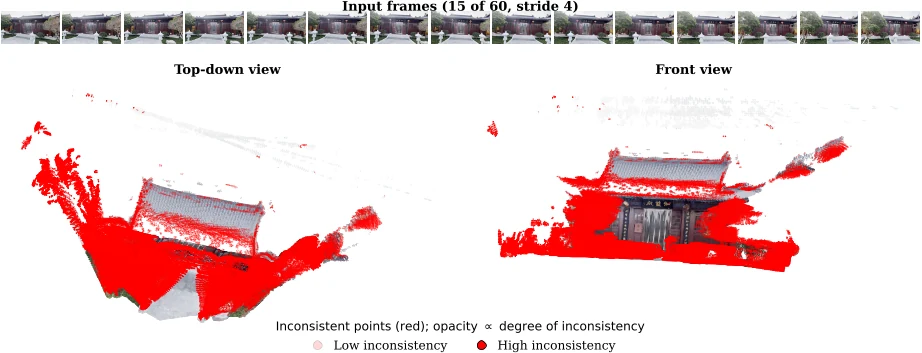 Input frames (15 of 60, stride 4)
Top-down view
Front view
Inconsistent points (red); opacity ∝ degree of inconsistency
Low inconsistency
High inconsistency